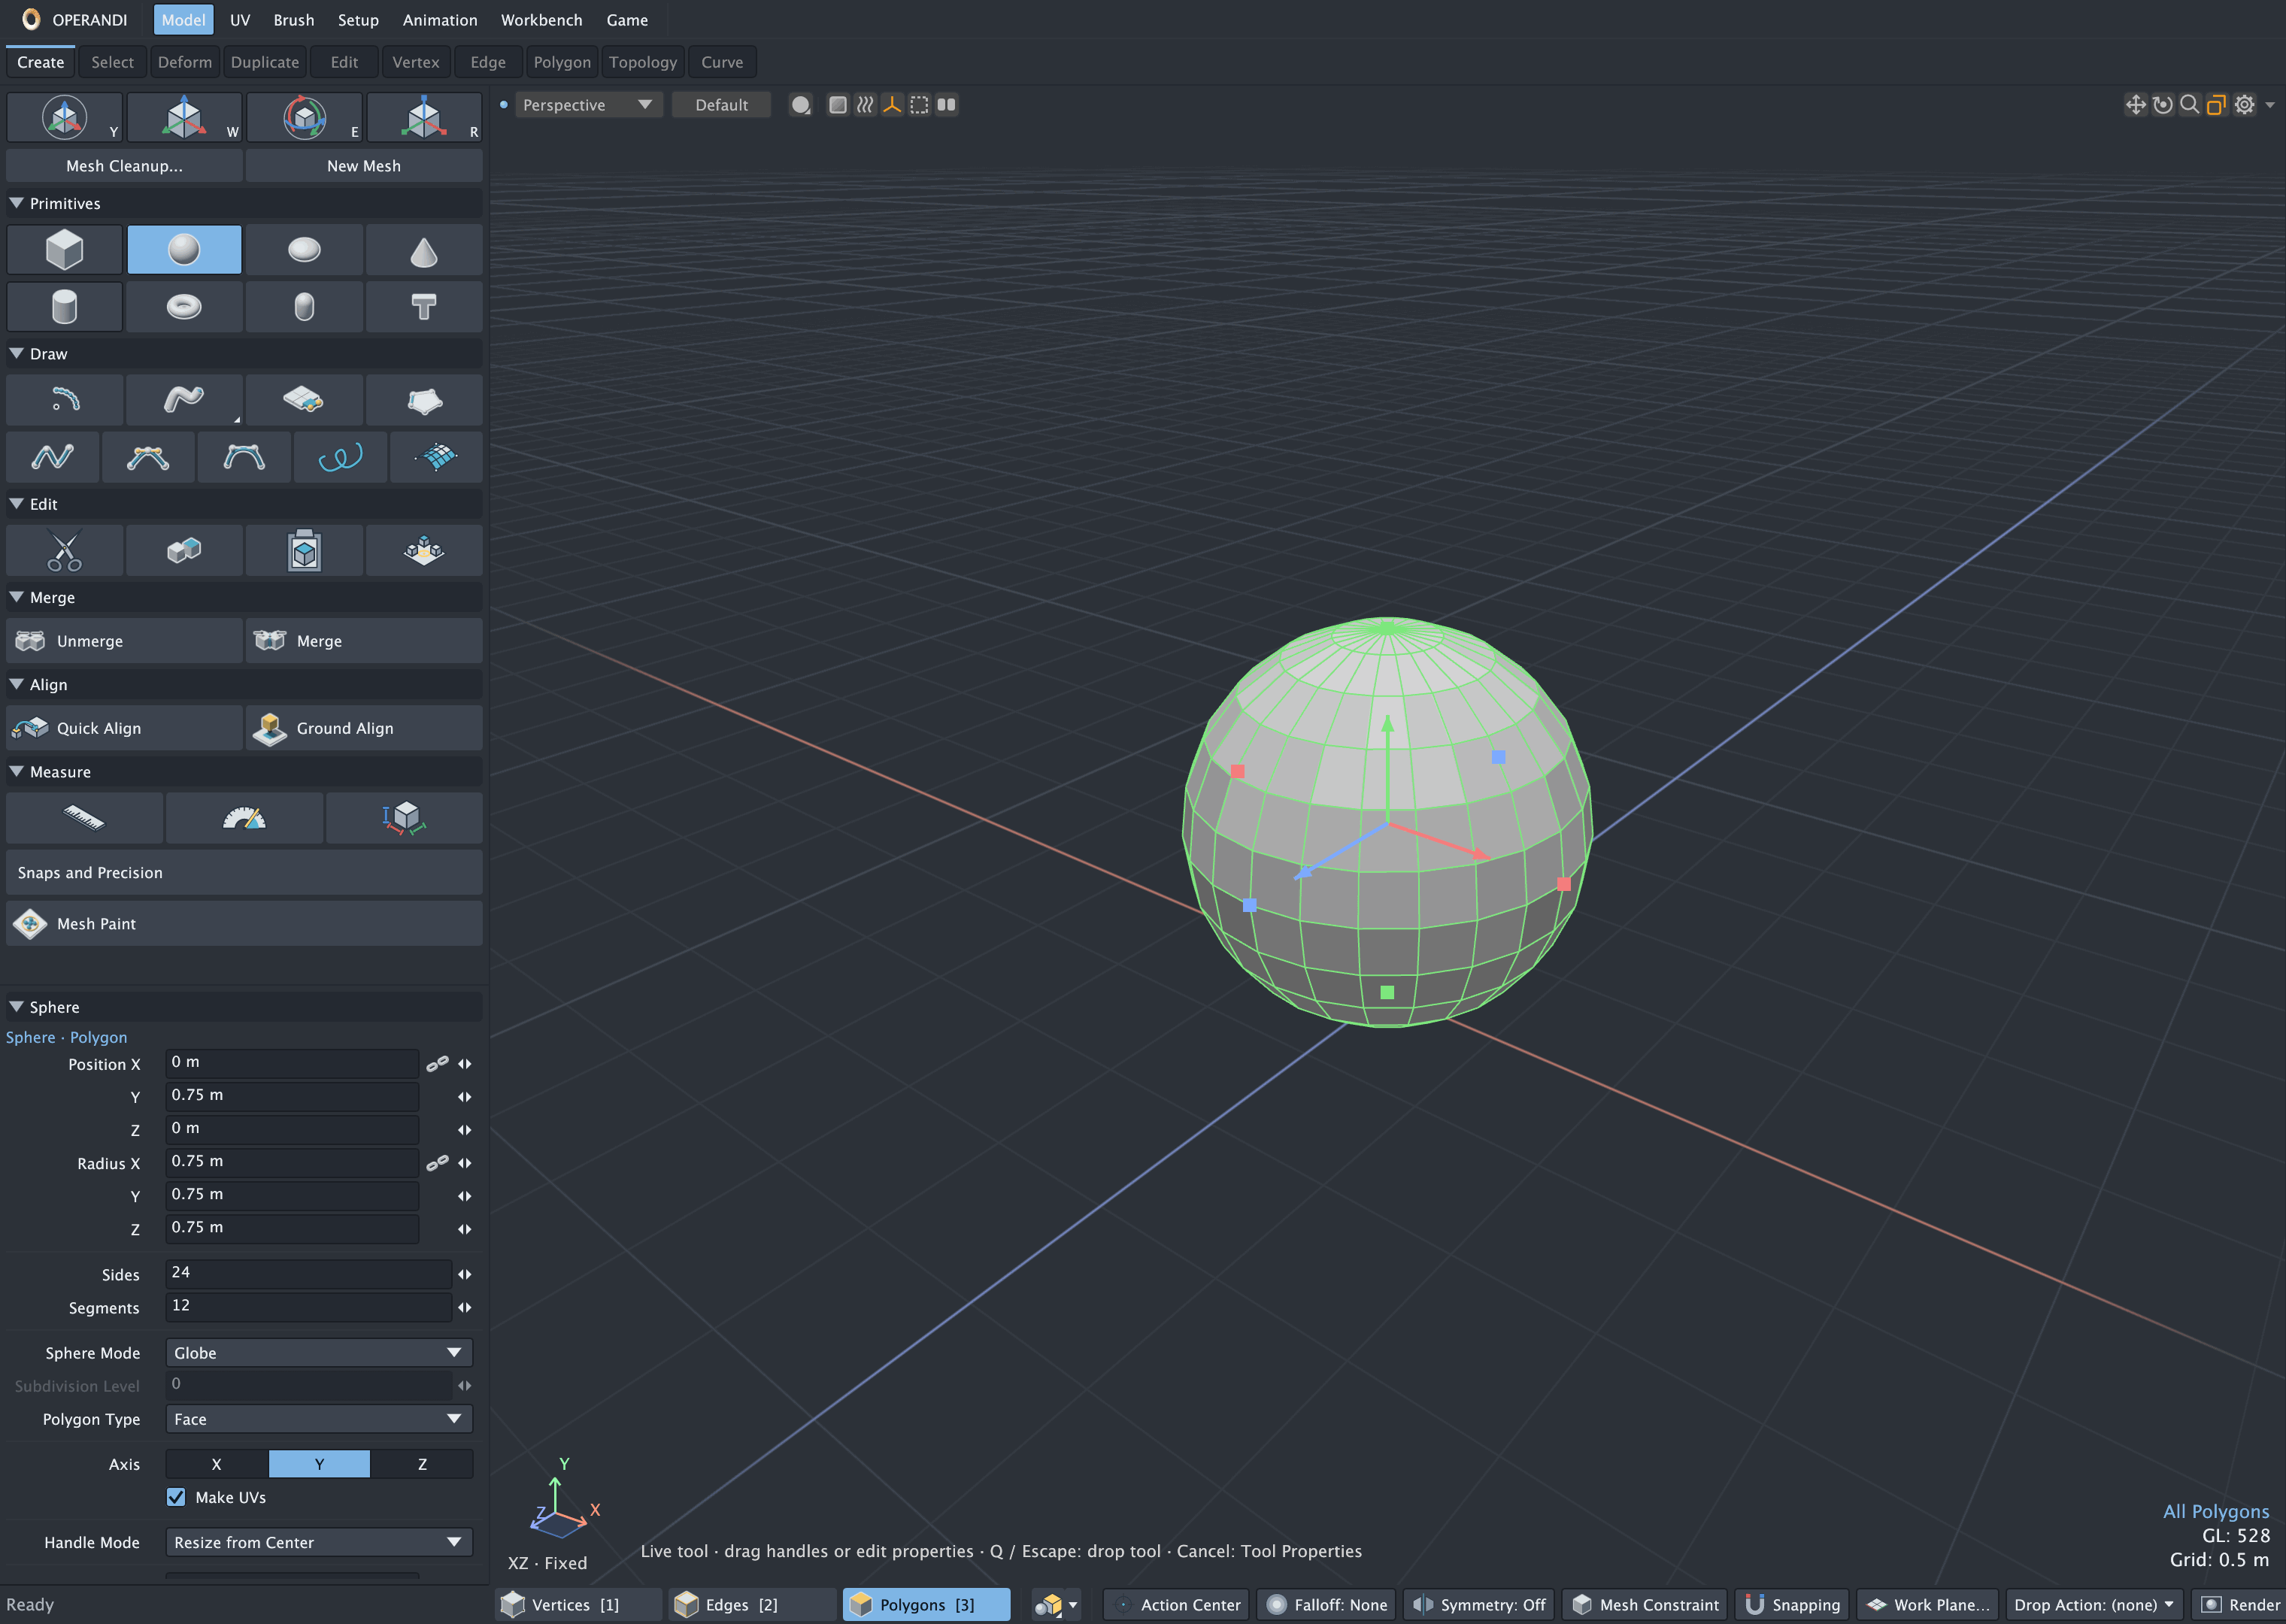 OPERANDI Model UV Brush Setup Animation Workbench Game
Create Select Deform Duplicate Edit Vertex Edge Polygon Topology Curve
Y W E R
Perspective Default
Mesh Cleanup... New Mesh
Primitives
Draw
Edit
Merge
Unmerge Merge
Align
Quick Align Ground Align
Measure
Snaps and Precision
Mesh Paint
Sphere
Sphere · Polygon
Position X 0 m
Y 0.75 m
Z 0 m
Radius X 0.75 m
Y 0.75 m
Z 0.75 m
Sides 24
Segments 12
Sphere Mode Globe
Subdivision Level 0
Polygon Type Face
Axis X Y Z
Make UVs
Handle Mode Resize from Center
Y
Z X
XZ · Fixed
Live tool · drag handles or edit properties · Q / Escape: drop tool · Cancel: Tool Properties
All Polygons
GL: 528
Grid: 0.5 m
Ready Vertices [1] Edges [2] Polygons [3] Action Center Falloff: None Symmetry: Off Mesh Constraint Snapping Work Plane... Drop Action: (none) Render